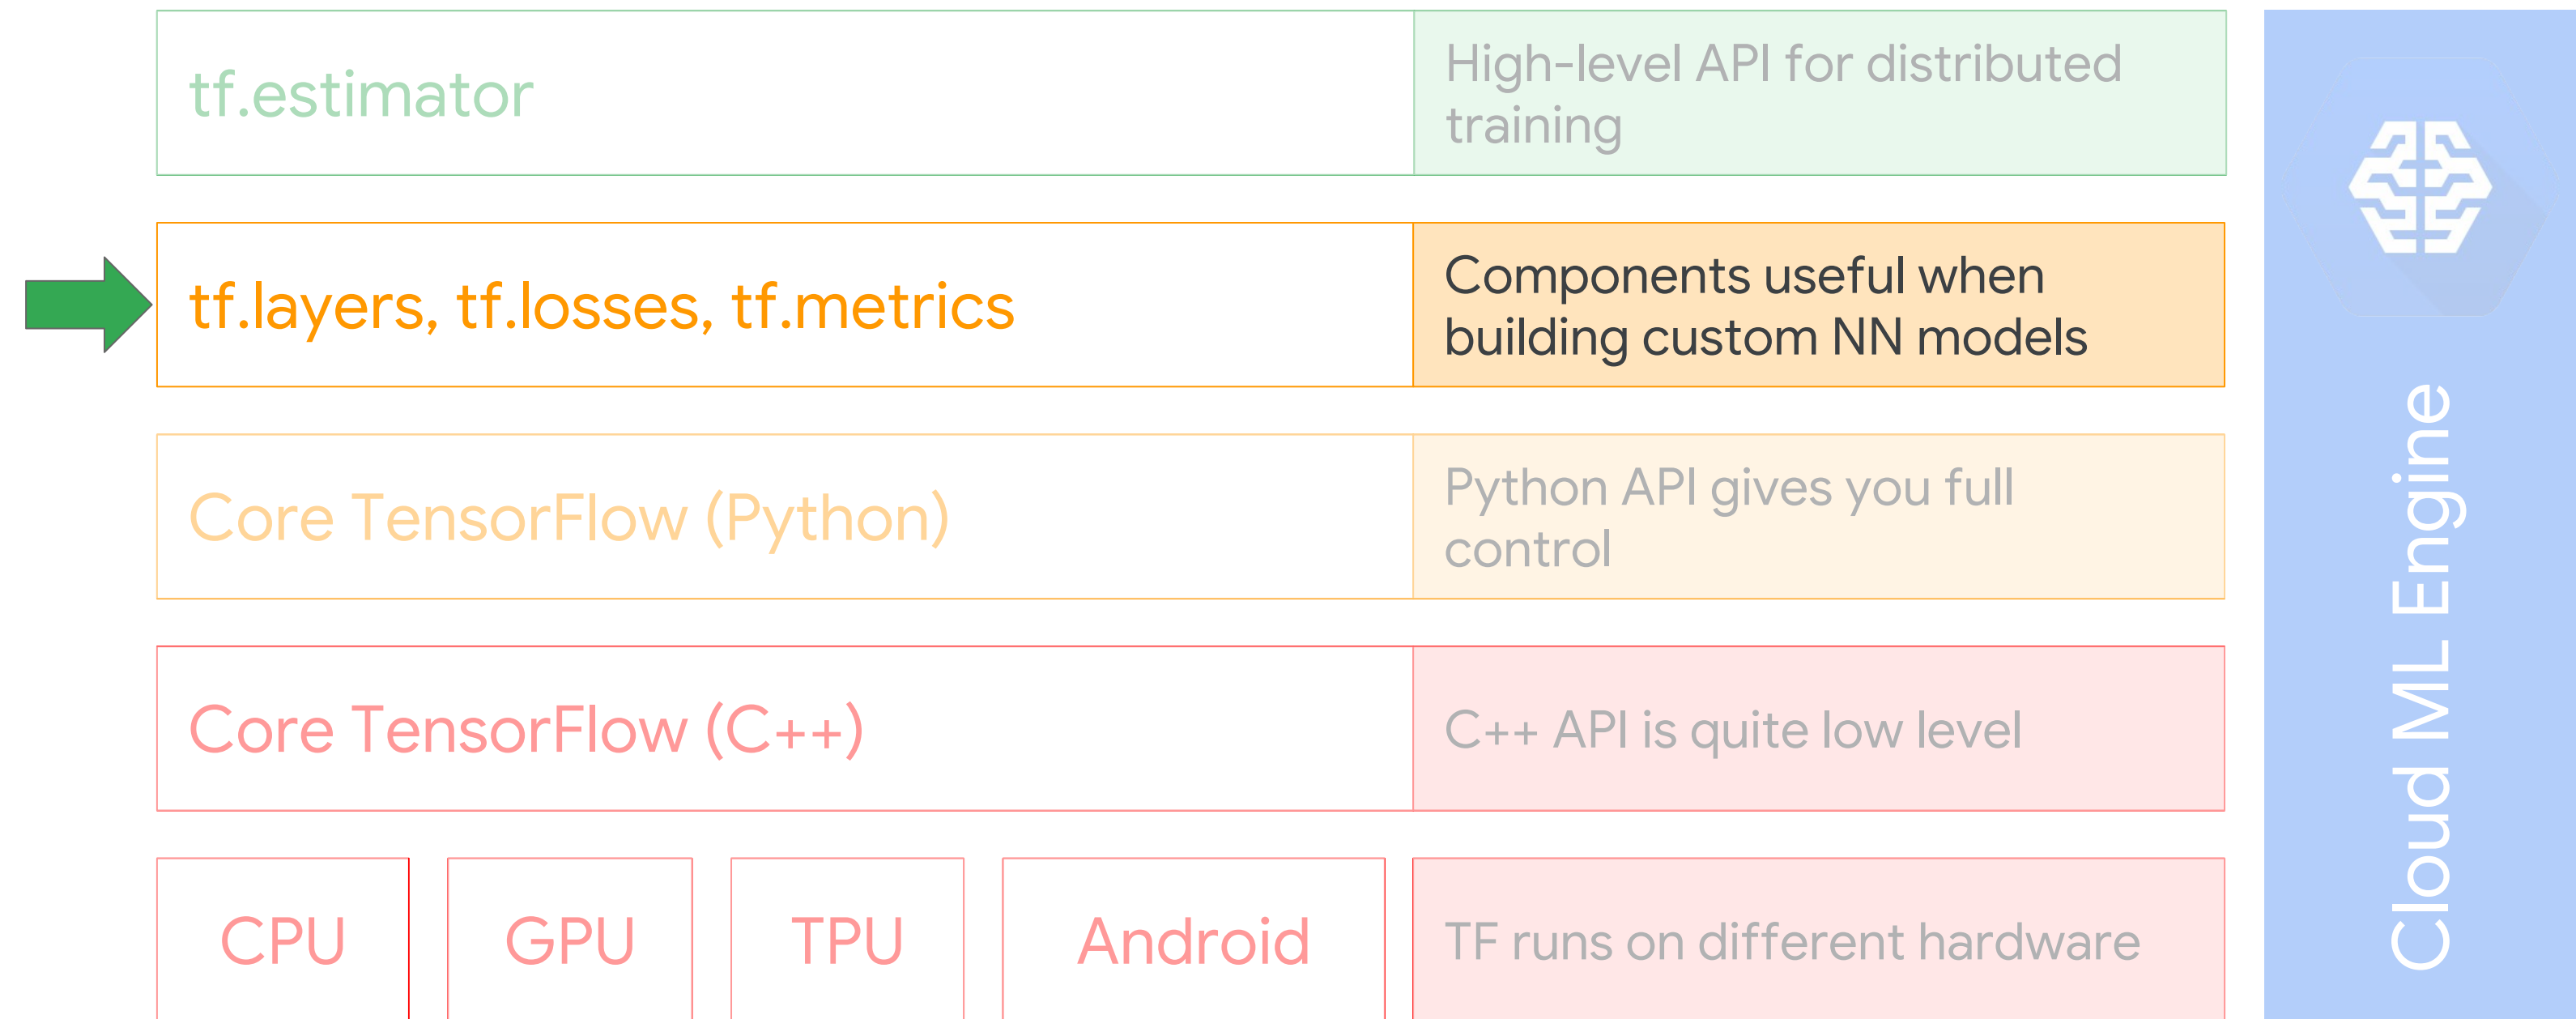 tf.estimator
High-level API for distributed
training
tf.layers, tf.losses, tf.metrics
Components useful when
building custom NN models
Core TensorFlow (Python)
Python API gives you full
control
Core TensorFlow (C++)
C++ API is quite low level
CPU
GPU
TPU
Android
TF runs on different hardware
Cloud ML Engine